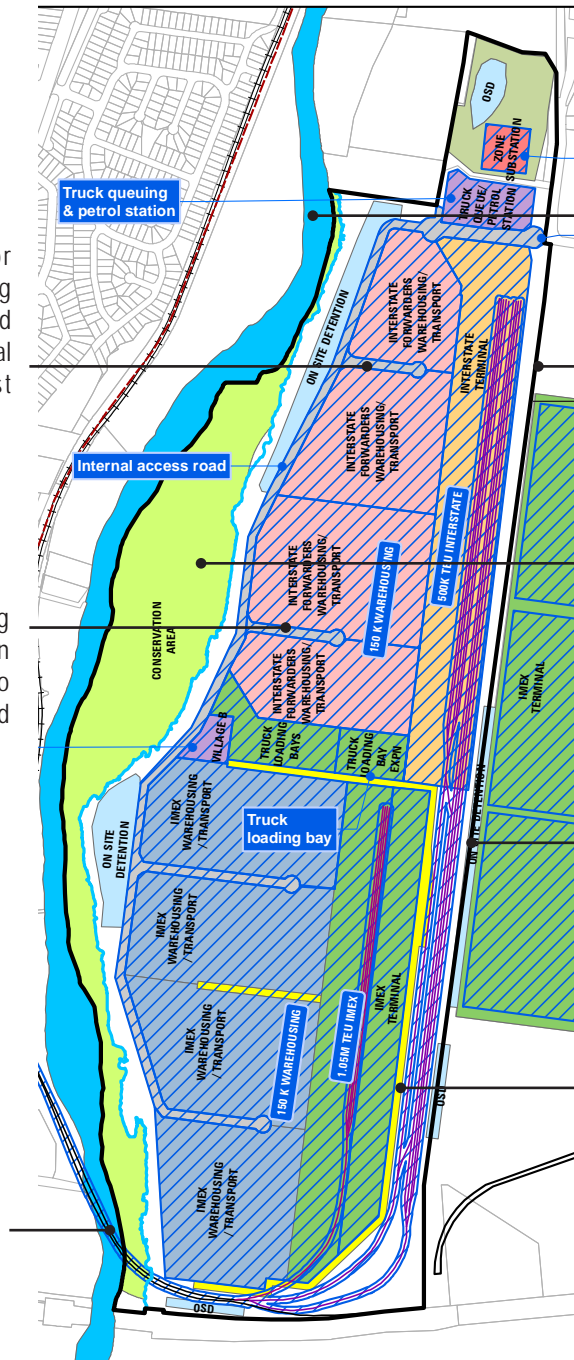 OSD
ZONE
SUBSTATION
Truck queuing
& petrol station
TRUCK
QUEUE/
PETROL
STATION
or
g
d
al
st
ON SITE DETENTION
INTERSTATE
FORWARDERS
WAREHOUSING/
TRANSPORT
INTERSTATE
TERMINAL
INTERSTATE
FORWARDERS
WAREHOUSING/
TRANSPORT
Internal access road
500K TEU INTERSTATE
INTERSTATE
FORWARDERS
WAREHOUSING/
TRANSPORT
150 K WAREHOUSING
CONSERVATION
AREA
g
n
o
d
INTERSTATE
FORWARDERS
WAREHOUSING/
TRANSPORT
IMEX
TERMINAL
VILLAGE B
TRUCK
LOADING
BAYS
TRUCK
LOADING
BAY
EXPN
ON SITE DETENTION
ON SITE
DETENTION
IMEX
WAREHOUSING
/ TRANSPORT
Truck
loading bay
IMEX
WAREHOUSING
/ TRANSPORT
IMEX
WAREHOUSING
/ TRANSPORT
150 K WAREHOUSING
1.05M TEU IMEX
IMEX
TERMINAL
OSD
IMEX
WAREHOUSING
/ TRANSPORT
OSD